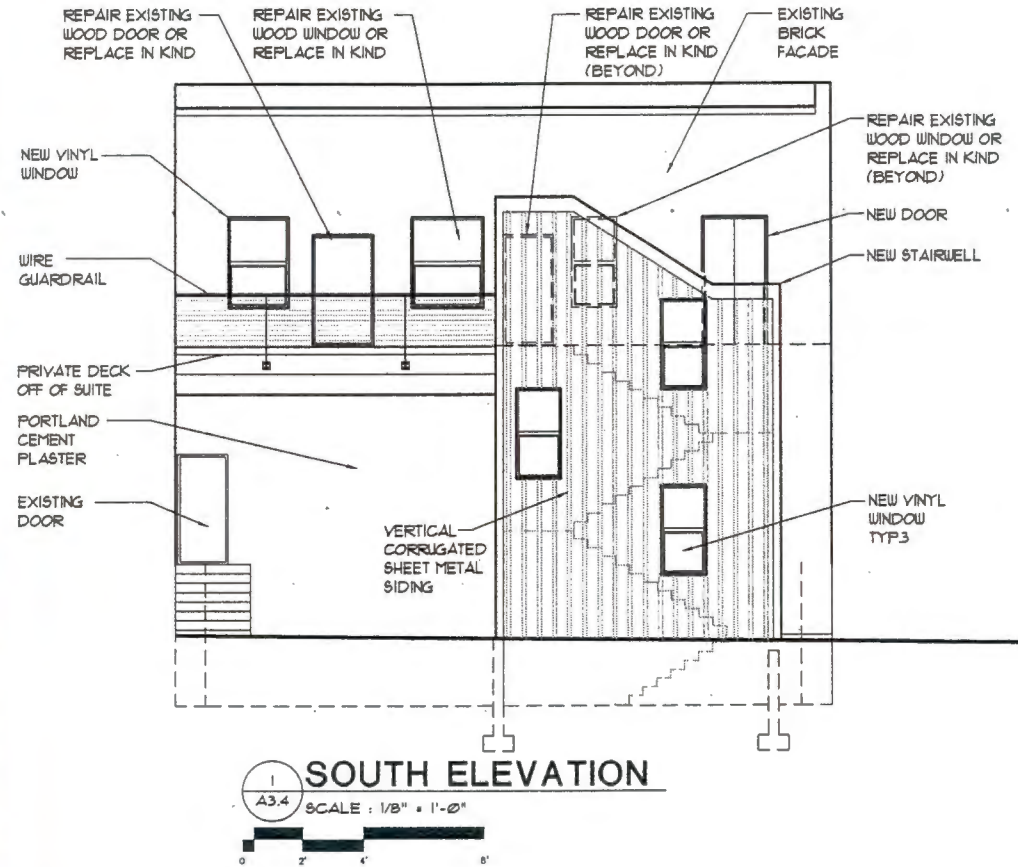 REPAIR EXISTING
WOOD DOOR OR
REPLACE IN KIND
REPAIR EXISTING
WOOD WINDOW OR
REPLACE IN KIND
REPAIR EXISTING
WOOD DOOR OR
REPLACE IN KIND
(BEYOND)
EXISTING
BRICK
FACADE
REPAIR EXISTING
WOOD WINDOW OR
REPLACE IN KIND
(BEYOND)
NEW VINYL
WINDOW
NEW DOOR
WIRE
GUARDRAIL
NEW STAIRWELL
PRIVATE DECK
OFF OF SUITE
PORTLAND
CEMENT
PLASTER
EXISTING
DOOR
VERTICAL
CORRUGATED
SHEET METAL
SIDING
NEW VINYL
WINDOW
TYP.3
1
A3.4
SOUTH ELEVATION
SCALE : 1/8" = 1'-0"
0 2' 4' 8'